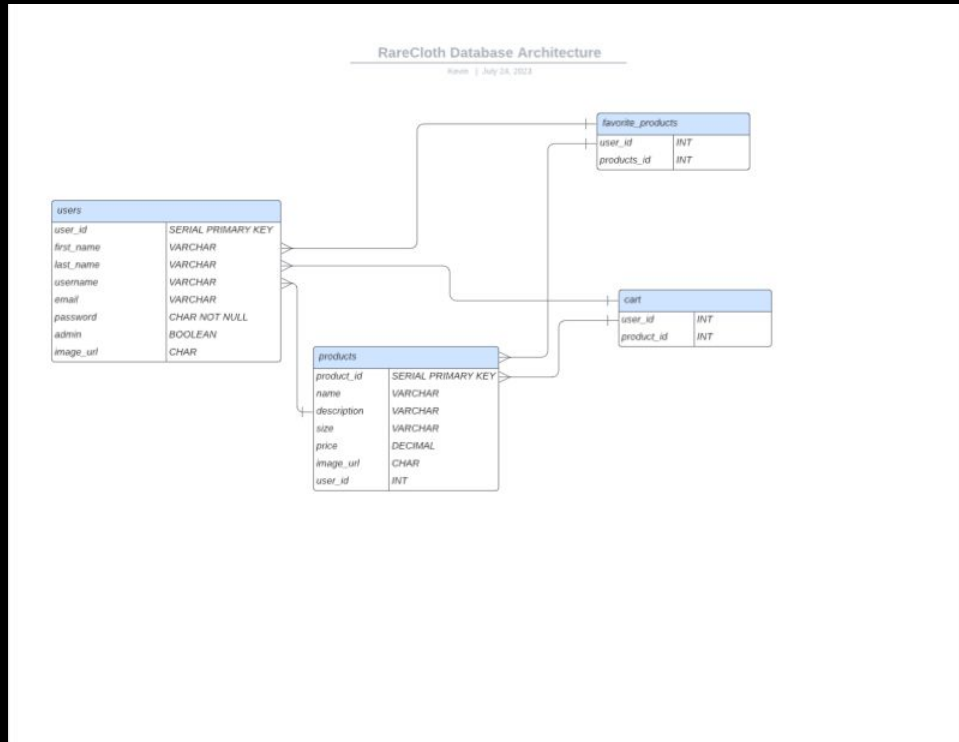 RareCloth Database Architecture
Kevin | July 24, 2023
favorite_products
user_id INT
products_id INT
users
user_id SERIAL PRIMARY KEY
first_name VARCHAR
last_name VARCHAR
username VARCHAR
email VARCHAR
password CHAR NOT NULL
admin BOOLEAN
image_url CHAR
cart
user_id INT
product_id INT
products
product_id SERIAL PRIMARY KEY
name VARCHAR
description VARCHAR
size VARCHAR
price DECIMAL
image_url CHAR
user_id INT